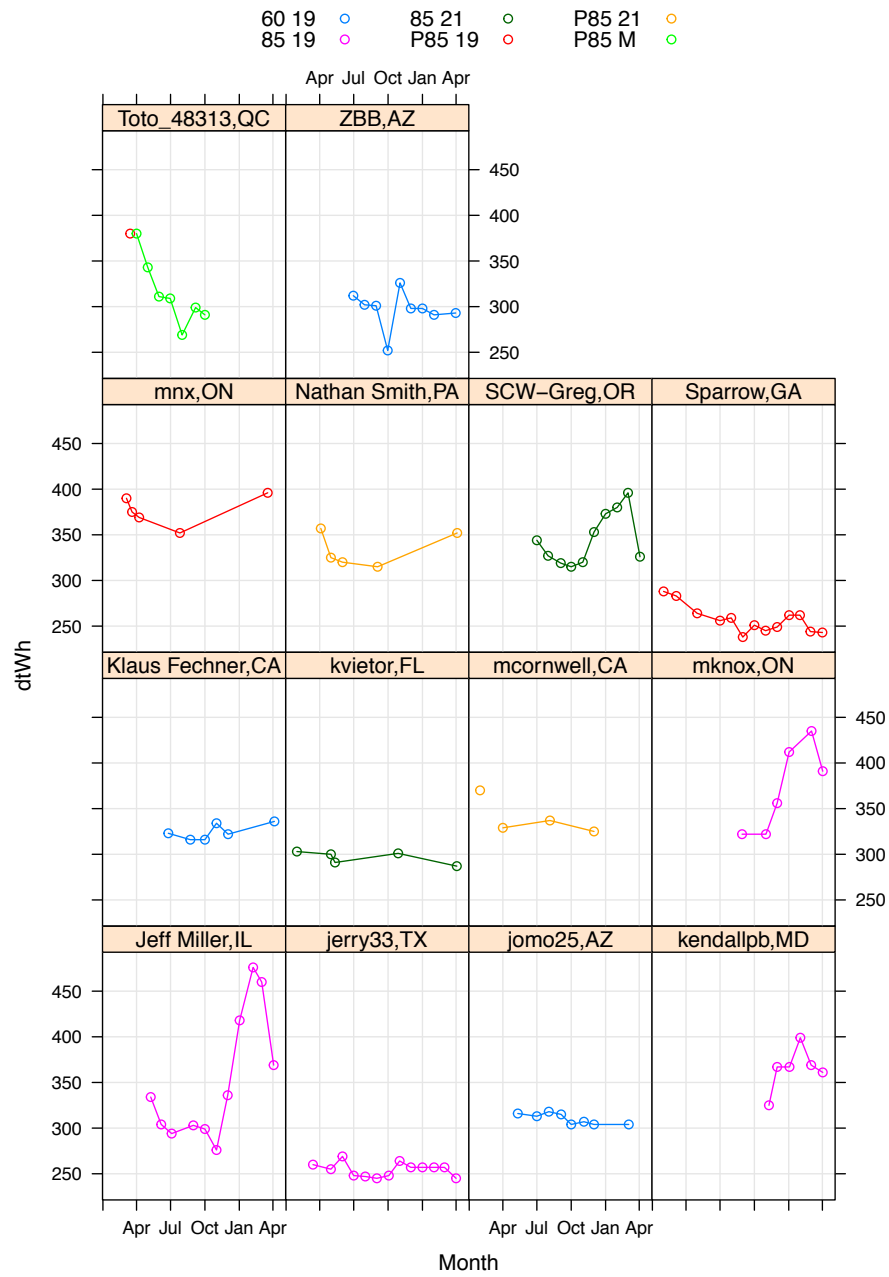 60 19 85 21 P85 21
85 19 P85 19 P85 M
Apr Jul Oct Jan Apr
Toto_48313,QC ZBB,AZ
450
400
350
300
250
mnx,ON Nathan Smith,PA SCW−Greg,OR Sparrow,GA
450
400
350
300
250
dtWh
Klaus Fechner,CA kvietor,FL mcornwell,CA mknox,ON
450
400
350
300
250
Jeff Miller,IL jerry33,TX jomo25,AZ kendallpb,MD
450
400
350
300
250
Apr Jul Oct Jan Apr Apr Jul Oct Jan Apr
Month